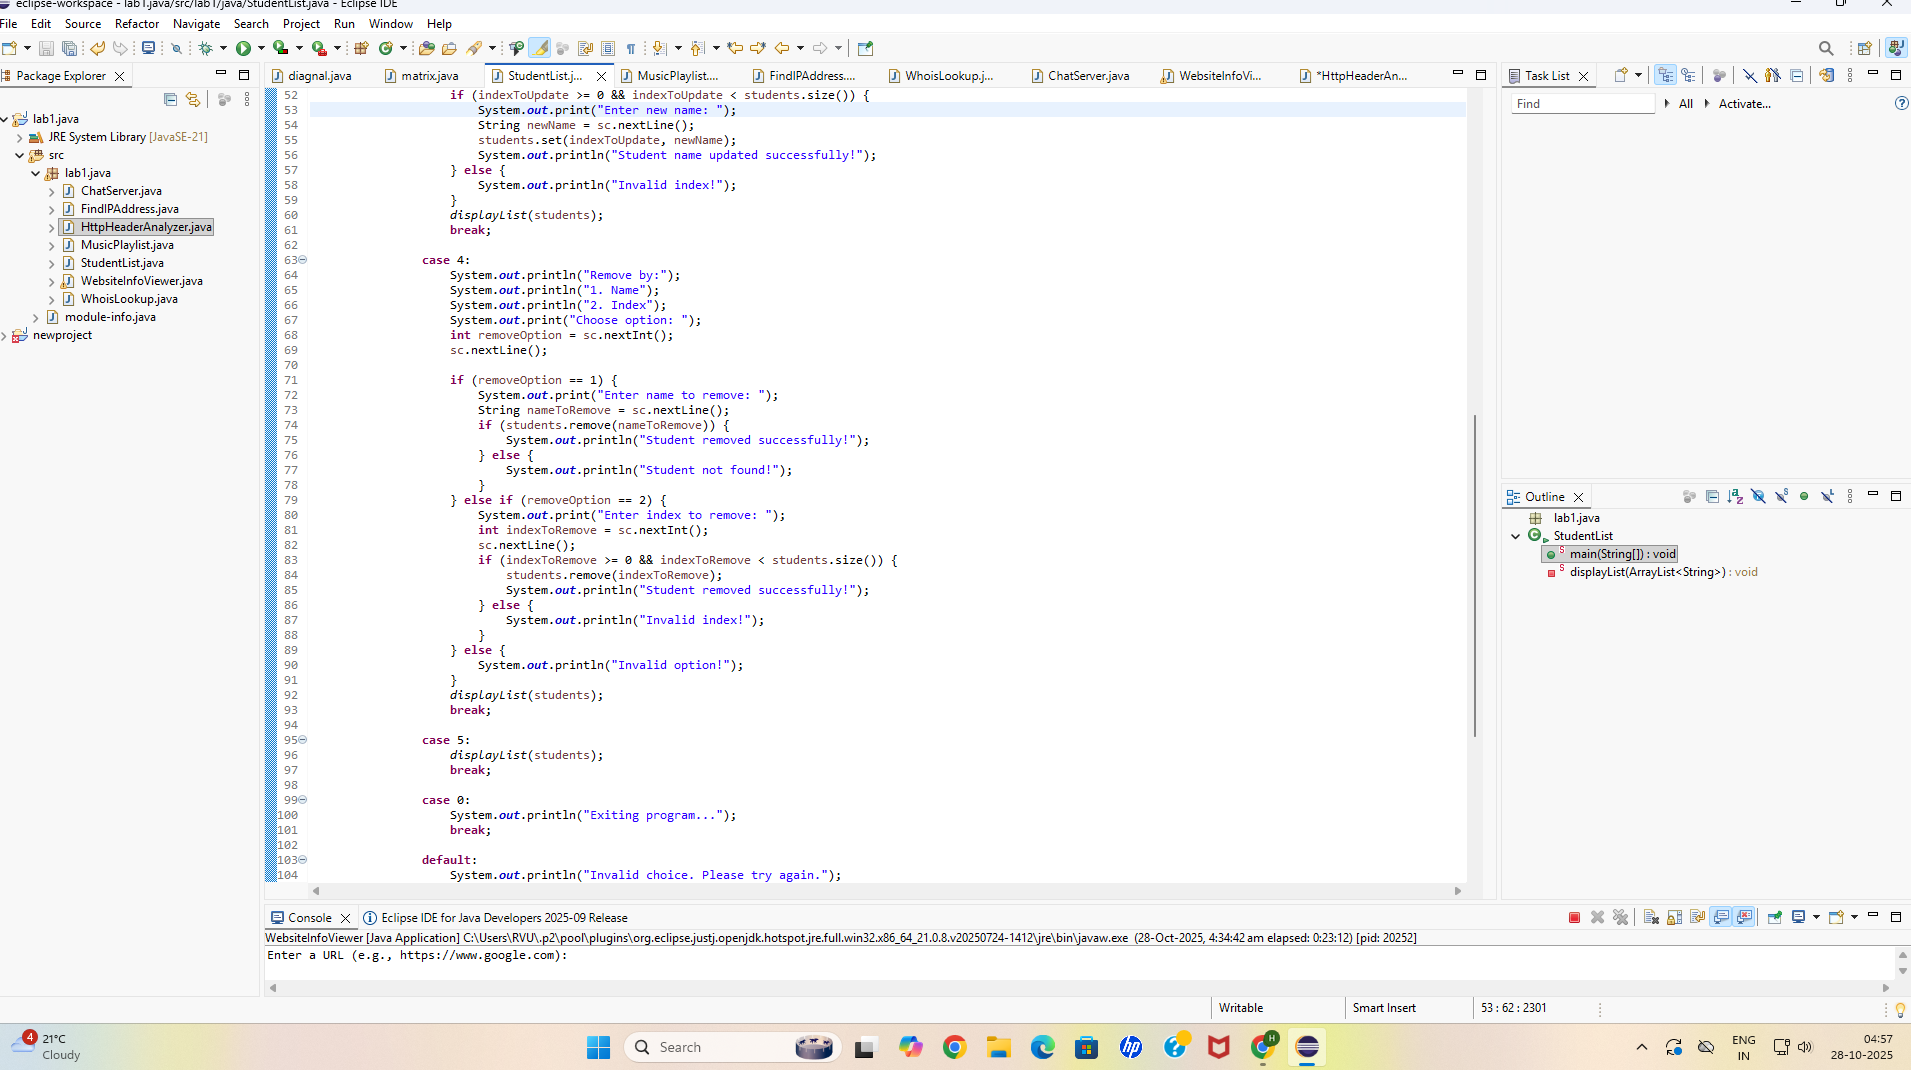 eclipse-workspace - lab1.java/src/lab1/java/StudentList.java - Eclipse IDE
File Edit Source Refactor Navigate Search Project Run Window Help
Package Explorer
lab1.java
JRE System Library [JavaSE-21]
src
lab1.java
ChatServer.java
FindIPAddress.java
HttpHeaderAnalyzer.java
MusicPlaylist.java
StudentList.java
WebsiteInfoViewer.java
WhoisLookup.java
module-info.java
newproject
diagnal.java matrix.java StudentList.j... MusicPlaylist.... FindIPAddress.... WhoisLookup.j... ChatServer.java WebsiteInfoVi... *HttpHeaderAn...
52 if (indexToUpdate >= 0 && indexToUpdate < students.size()) {
53 System.out.print("Enter new name: ");
54 String newName = sc.nextLine();
55 students.set(indexToUpdate, newName);
56 System.out.println("Student name updated successfully!");
57 } else {
58 System.out.println("Invalid index!");
59 }
60 displayList(students);
61 break;
62
63 case 4:
64 System.out.println("Remove by:");
65 System.out.println("1. Name");
66 System.out.println("2. Index");
67 System.out.print("Choose option: ");
68 int removeOption = sc.nextInt();
69 sc.nextLine();
70
71 if (removeOption == 1) {
72 System.out.print("Enter name to remove: ");
73 String nameToRemove = sc.nextLine();
74 if (students.remove(nameToRemove)) {
75 System.out.println("Student removed successfully!");
76 } else {
77 System.out.println("Student not found!");
78 }
79 } else if (removeOption == 2) {
80 System.out.print("Enter index to remove: ");
81 int indexToRemove = sc.nextInt();
82 sc.nextLine();
83 if (indexToRemove >= 0 && indexToRemove < students.size()) {
84 students.remove(indexToRemove);
85 System.out.println("Student removed successfully!");
86 } else {
87 System.out.println("Invalid index!");
88 }
89 } else {
90 System.out.println("Invalid option!");
91 }
92 displayList(students);
93 break;
94
95 case 5:
96 displayList(students);
97 break;
98
99 case 0:
100 System.out.println("Exiting program...");
101 break;
102
103 default:
104 System.out.println("Invalid choice. Please try again.");
Task List
Find All Activate...
Outline
lab1.java
StudentList
main(String[]) : void
displayList(ArrayList<String>) : void
Console Eclipse IDE for Java Developers 2025-09 Release
WebsiteInfoViewer [Java Application] C:\Users\RVU\.p2\pool\plugins\org.eclipse.justj.openjdk.hotspot.jre.full.win32.x86_64_21.0.8.v20250724-1412\jre\bin\javaw.exe (28-Oct-2025, 4:34:42 am elapsed: 0:23:12) [pid: 20252]
Enter a URL (e.g., https://www.google.com):
Writable Smart Insert 53 : 62 : 2301
4 21°C
Cloudy
Search
ENG
IN
04:57
28-10-2025